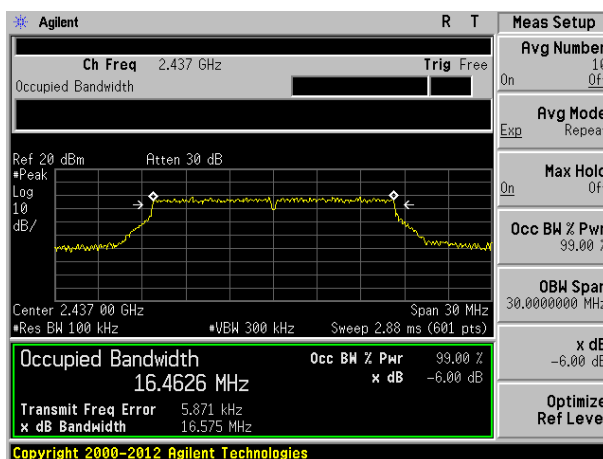 Agilent R T
Ch Freq 2.437 GHz Trig Free
Occupied Bandwidth
Ref 20 dBm Atten 30 dB
#Peak
Log
10
dB/
Center 2.437 00 GHz Span 30 MHz
#Res BW 100 kHz #VBW 300 kHz Sweep 2.88 ms (601 pts)
Occupied Bandwidth Occ BW % Pwr 99.00 %
16.4626 MHz x dB -6.00 dB
Transmit Freq Error 5.871 kHz
x dB Bandwidth 16.575 MHz
Copyright 2000-2012 Agilent Technologies
Meas Setup
Avg Number
10
On Of
Avg Mode
Exp Repea
Max Hold
On Of
Occ BW % Pwr
99.00 %
OBW Span
30.0000000 MHz
x dB
-6.00 dB
Optimize
Ref Leve